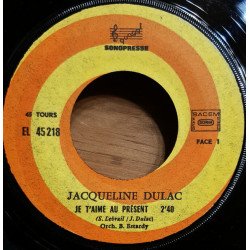 SONOPRESSE
45 TOURS
EL 45218
SACEM
FACE 1
JACQUELINE DULAC
JE T'AIME AU PRÉSENT 2'40
(S. Lebrail / J. Dulac)
Orch. B. Estardy